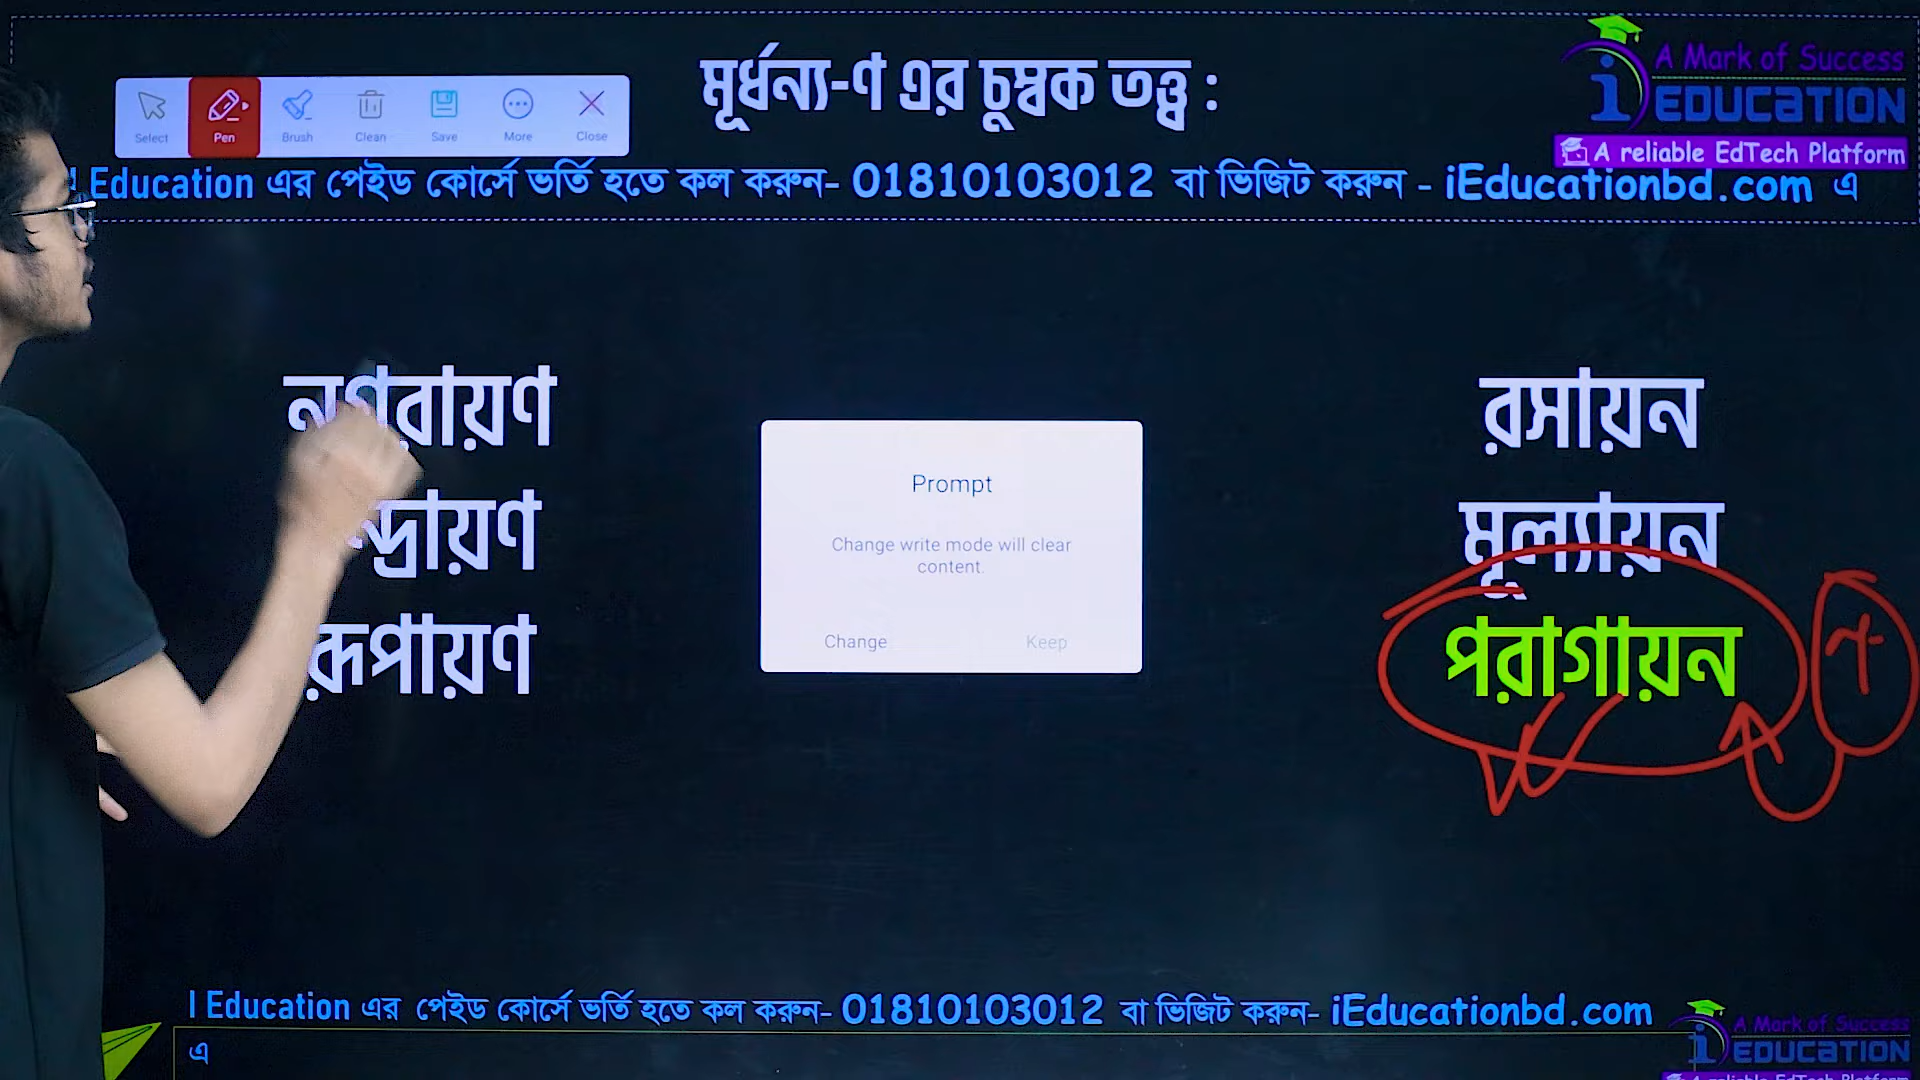 মূর্ধন্য-ণ এর চুম্বক তত্ত্ব :
A Mark of Success
EDUCATION
A reliable EdTech Platform
Select Pen Brush Clean Save More Close
Education এর পেইড কোর্সে ভর্তি হতে কল করুন- 01810103012 বা ভিজিট করুন - iEducationbd.com এ
রসায়ন
মূল্যায়ন
রূপায়ণ
পরাগায়ন
ণ
Prompt
Change write mode will clear
content.
Change Keep
I Education এর পেইড কোর্সে ভর্তি হতে কল করুন- 01810103012 বা ভিজিট করুন- iEducationbd.com
এ
A Mark of Success
EDUCATION